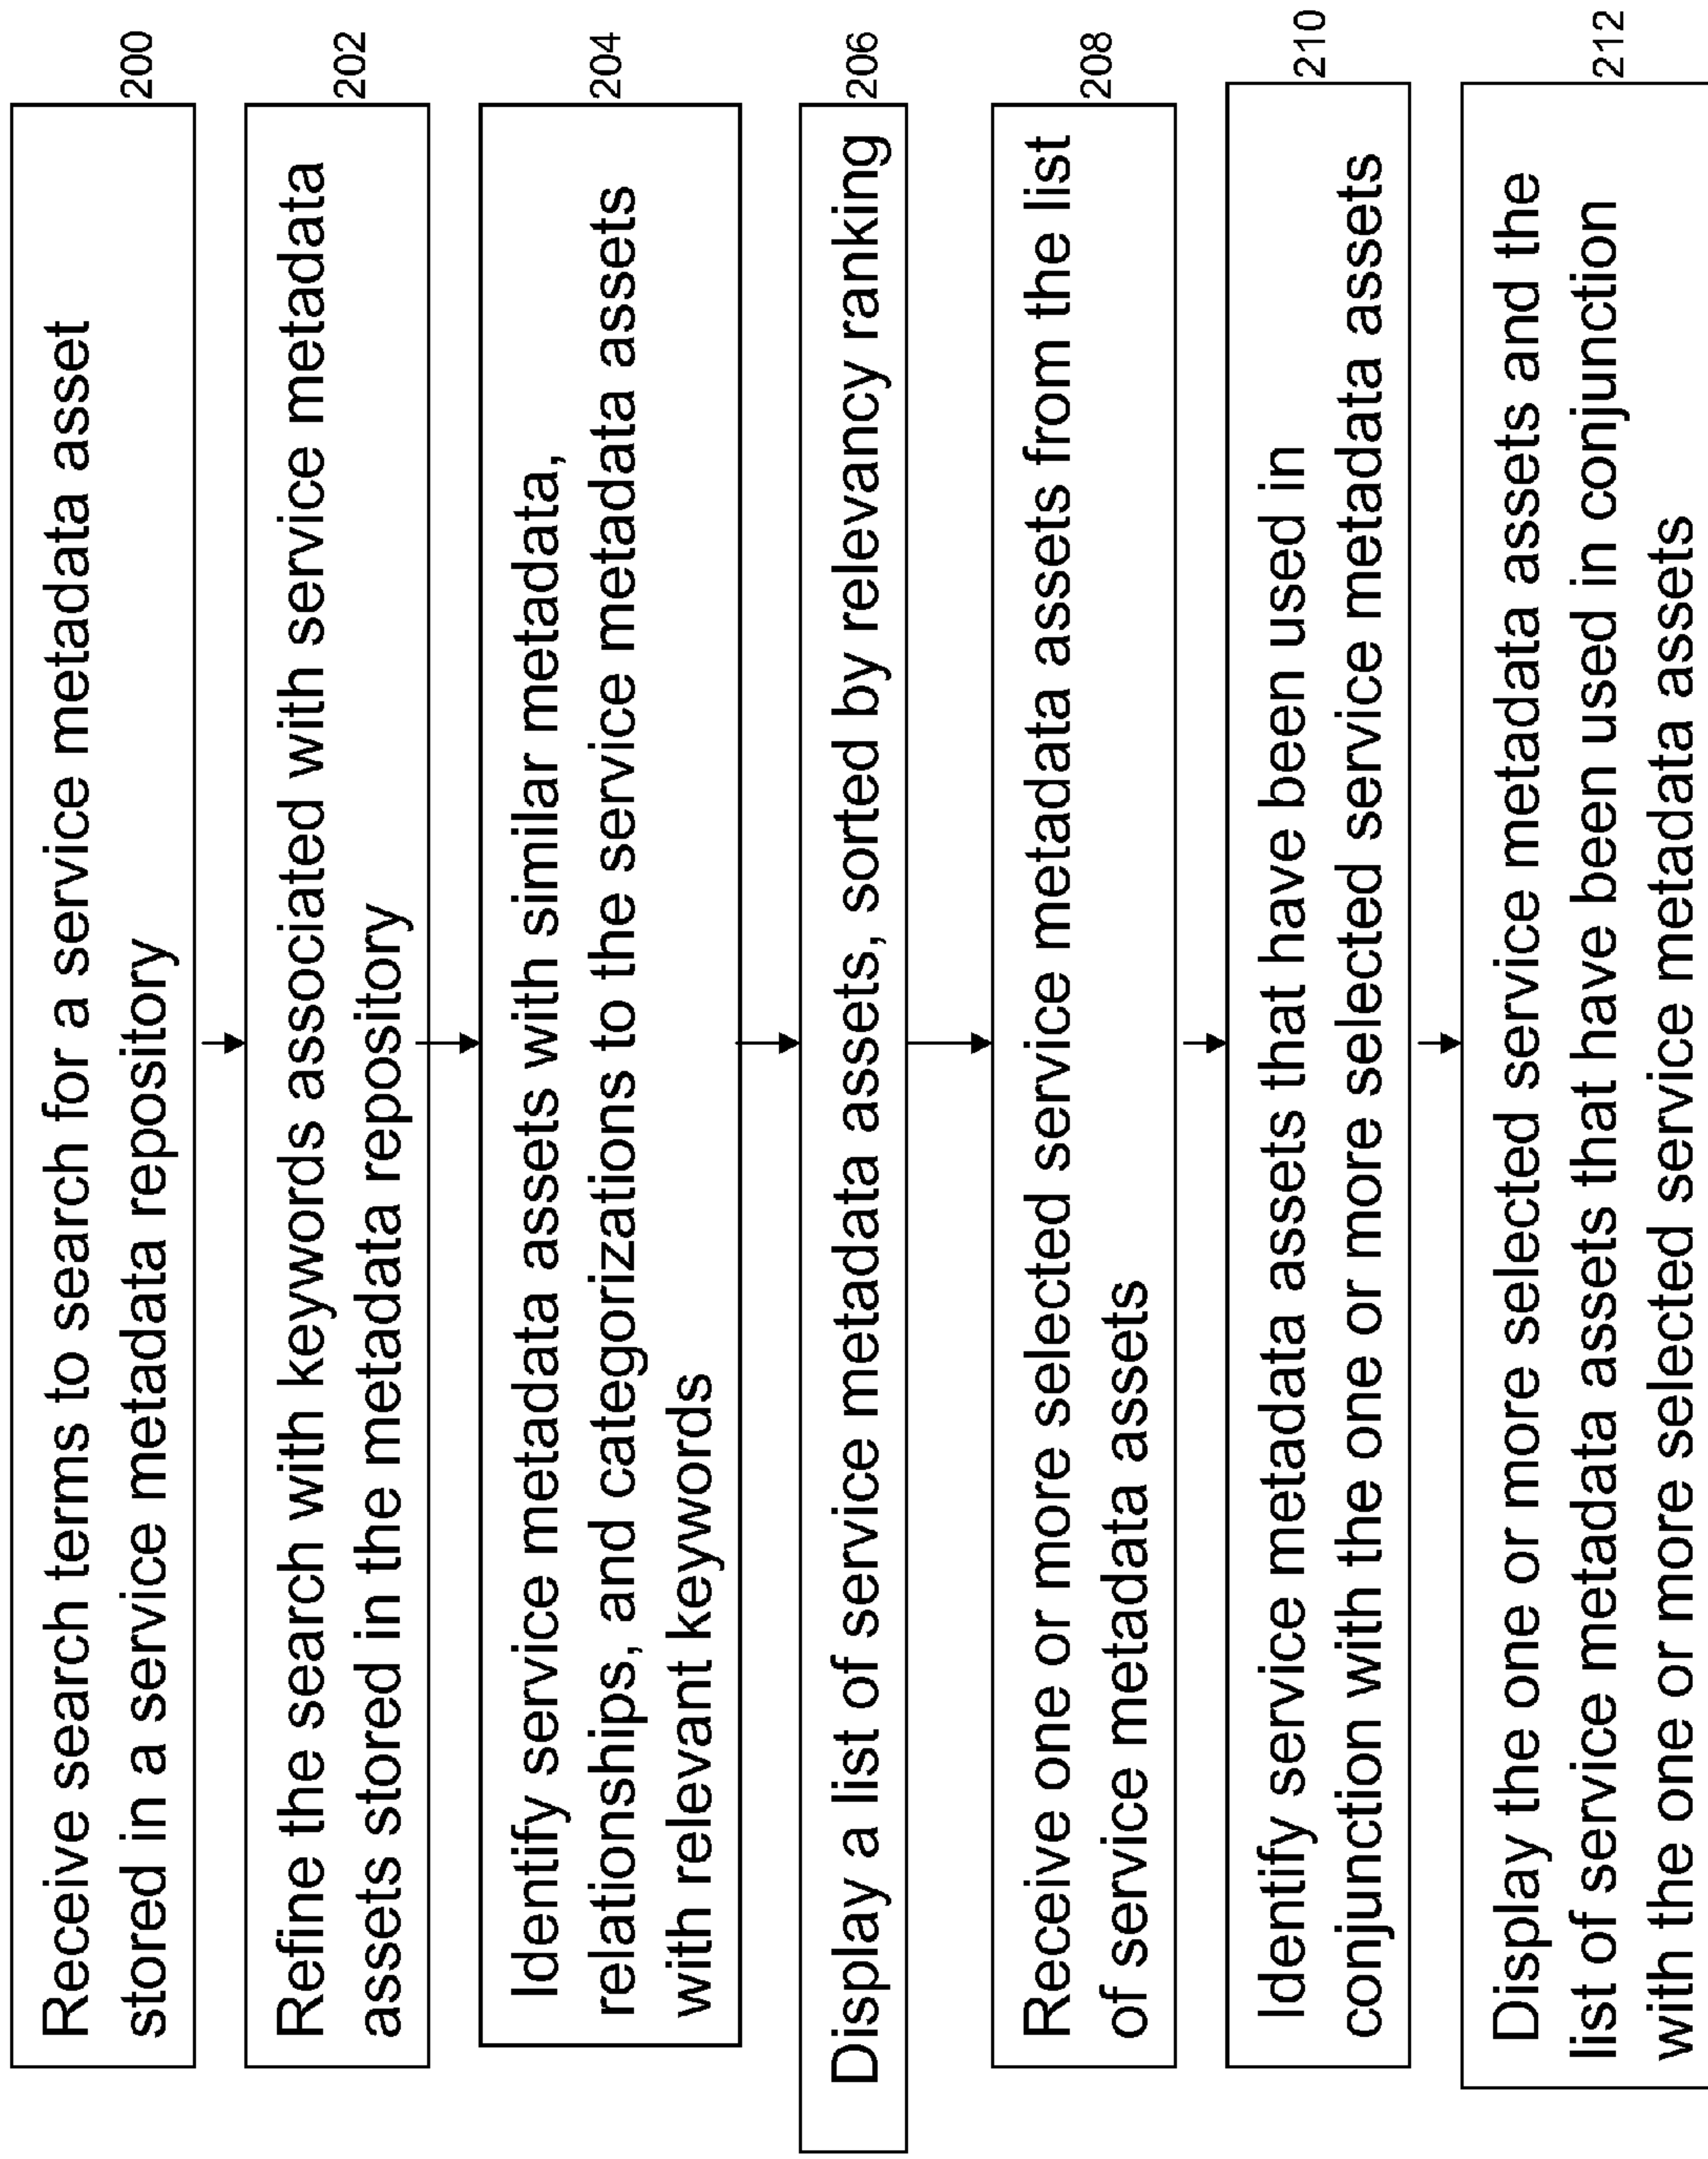 Receive search terms to search for a service metadata asset
stored in a service metadata repository
200
Refine the search with keywords associated with service metadata
assets stored in the metadata repository
202
Identify service metadata assets with similar metadata,
relationships, and categorizations to the service metadata assets
with relevant keywords
204
Display a list of service metadata assets, sorted by relevancy ranking
206
Receive one or more selected service metadata assets from the list
of service metadata assets
208
Identify service metadata assets that have been used in
conjunction with the one or more selected service metadata assets
210
Display the one or more selected service metadata assets and the
list of service metadata assets that have been used in conjunction
with the one or more selected service metadata assets
212